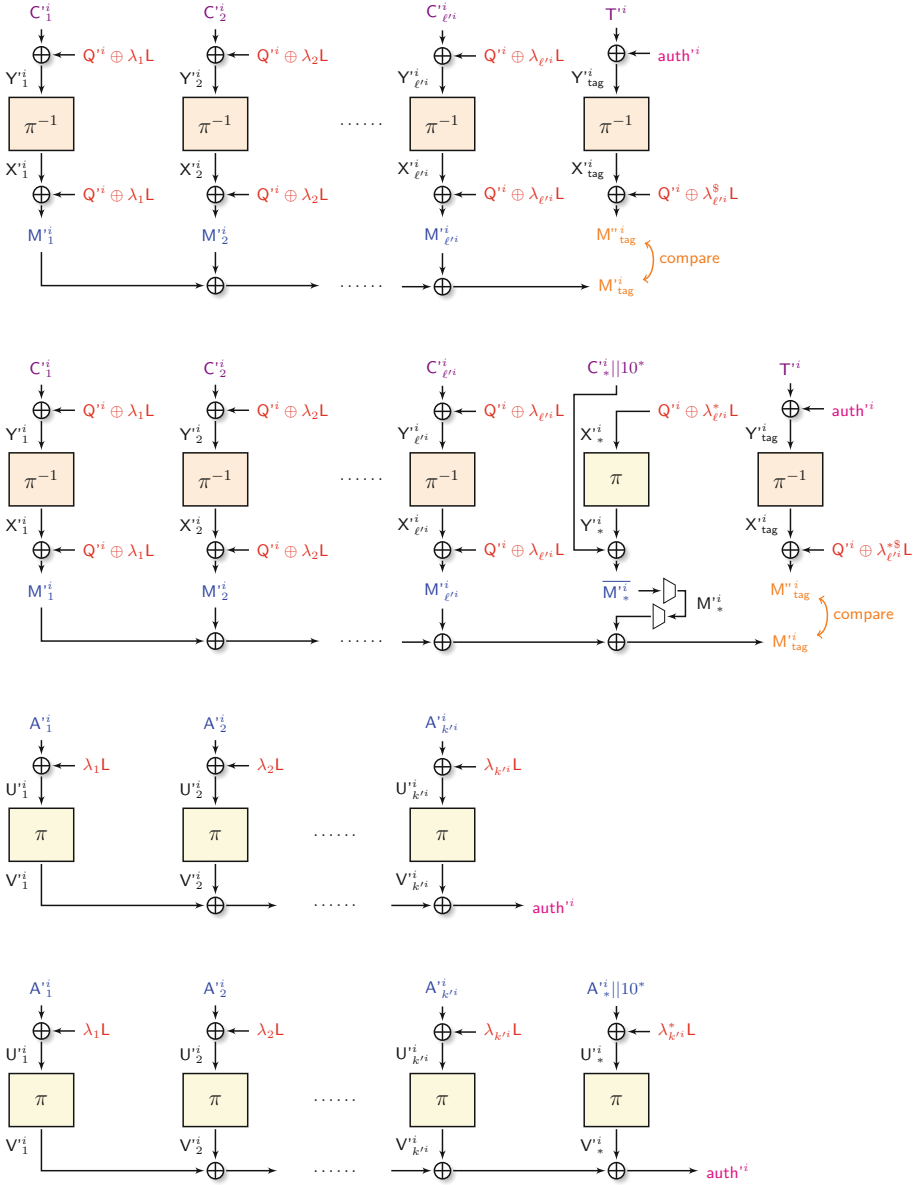 C'^i_1 C'^i_2 C'^i_{ℓ'^i} T'^i
Q'^i ⊕ λ_1L Q'^i ⊕ λ_2L Q'^i ⊕ λ_{ℓ'^i}L auth'^i
Y'^i_1 Y'^i_2 Y'^i_{ℓ'^i} Y'^i_tag
π^{-1} π^{-1} ...... π^{-1} π^{-1}
X'^i_1 X'^i_2 X'^i_{ℓ'^i} X'^i_tag
Q'^i ⊕ λ_1L Q'^i ⊕ λ_2L Q'^i ⊕ λ_{ℓ'^i}L Q'^i ⊕ λ^$_{ℓ'^i}L
M'^i_1 M'^i_2 M'^i_{ℓ'^i} M''^i_tag
compare
...... M'^i_tag
C'^i_1 C'^i_2 C'^i_{ℓ'^i} C'^i_*||10* T'^i
Q'^i ⊕ λ_1L Q'^i ⊕ λ_2L Q'^i ⊕ λ_{ℓ'^i}L Q'^i ⊕ λ^*_{ℓ'^i}L auth'^i
Y'^i_1 Y'^i_2 Y'^i_{ℓ'^i} X'^i_* Y'^i_tag
π^{-1} π^{-1} ...... π^{-1} π π^{-1}
X'^i_1 X'^i_2 X'^i_{ℓ'^i} Y'^i_* X'^i_tag
Q'^i ⊕ λ_1L Q'^i ⊕ λ_2L Q'^i ⊕ λ_{ℓ'^i}L Q'^i ⊕ λ^{*$}_{ℓ'^i}L
M'^i_1 M'^i_2 M'^i_{ℓ'^i} \overline{M'^i_*} M'^i_* M''^i_tag
compare
...... M'^i_tag
A'^i_1 A'^i_2 A'^i_{k'^i}
λ_1L λ_2L λ_{k'^i}L
U'^i_1 U'^i_2 U'^i_{k'^i}
π π ...... π
V'^i_1 V'^i_2 V'^i_{k'^i}
...... auth'^i
A'^i_1 A'^i_2 A'^i_{k'^i} A'^i_*||10*
λ_1L λ_2L λ_{k'^i}L λ^*_{k'^i}L
U'^i_1 U'^i_2 U'^i_{k'^i} U'^i_*
π π ...... π π
V'^i_1 V'^i_2 V'^i_{k'^i} V'^i_*
...... auth'^i